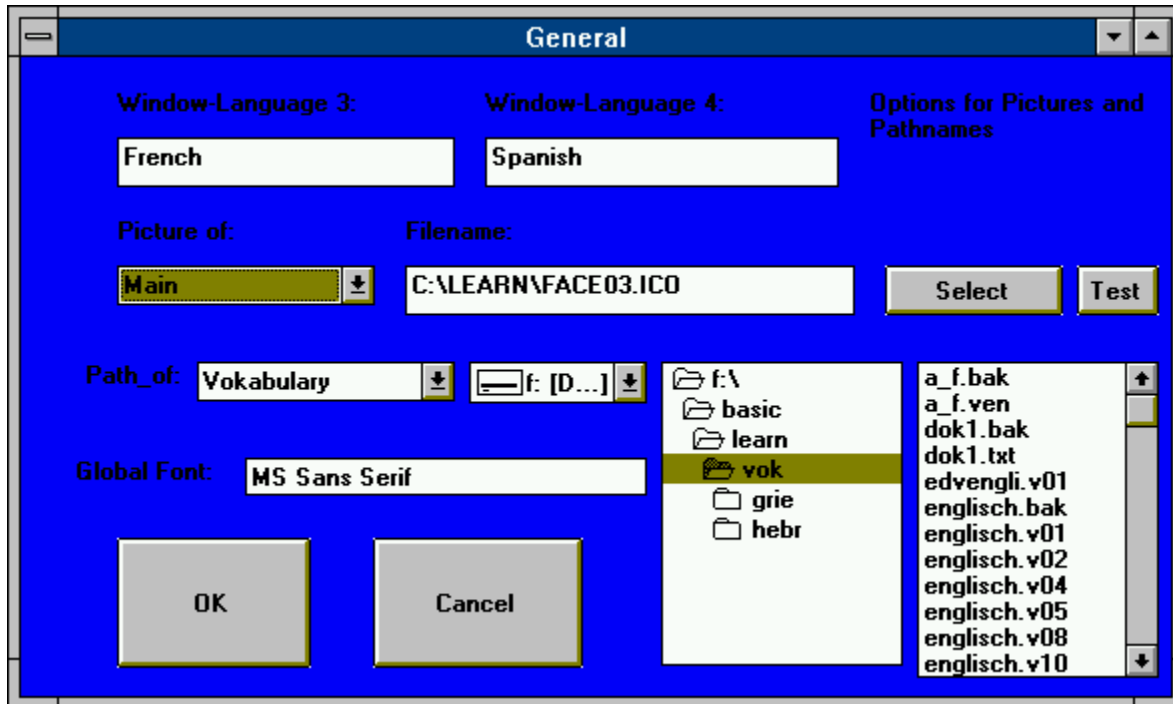 General
Window-Language 3:
Window-Language 4:
Options for Pictures and
Pathnames
French
Spanish
Picture of:
Filename:
Main
C:\LEARN\FACE03.ICO
Select
Test
Path_of:
Vokabulary
f: [D...]
Global Font:
MS Sans Serif
OK
Cancel
f:\
basic
learn
vok
grie
hebr
a_f.bak
a_f.ven
dok1.bak
dok1.txt
edvengli.v01
englisch.bak
englisch.v01
englisch.v02
englisch.v04
englisch.v05
englisch.v08
englisch.v10